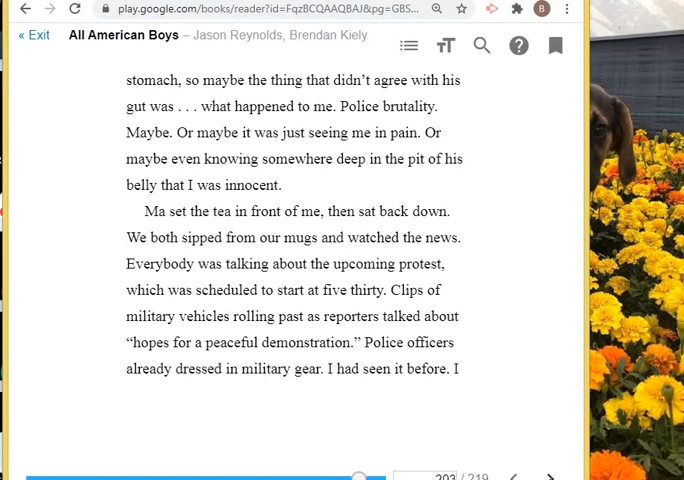 play.google.com/books/reader?id=FqzBCQAAQBAJ&pg=GBS...
B
« Exit
All American Boys – Jason Reynolds, Brendan Kiely
stomach, so maybe the thing that didn’t agree with his
gut was . . . what happened to me. Police brutality.
Maybe. Or maybe it was just seeing me in pain. Or
maybe even knowing somewhere deep in the pit of his
belly that I was innocent.
Ma set the tea in front of me, then sat back down.
We both sipped from our mugs and watched the news.
Everybody was talking about the upcoming protest,
which was scheduled to start at five thirty. Clips of
military vehicles rolling past as reporters talked about
“hopes for a peaceful demonstration.” Police officers
already dressed in military gear. I had seen it before. I
203 / 219